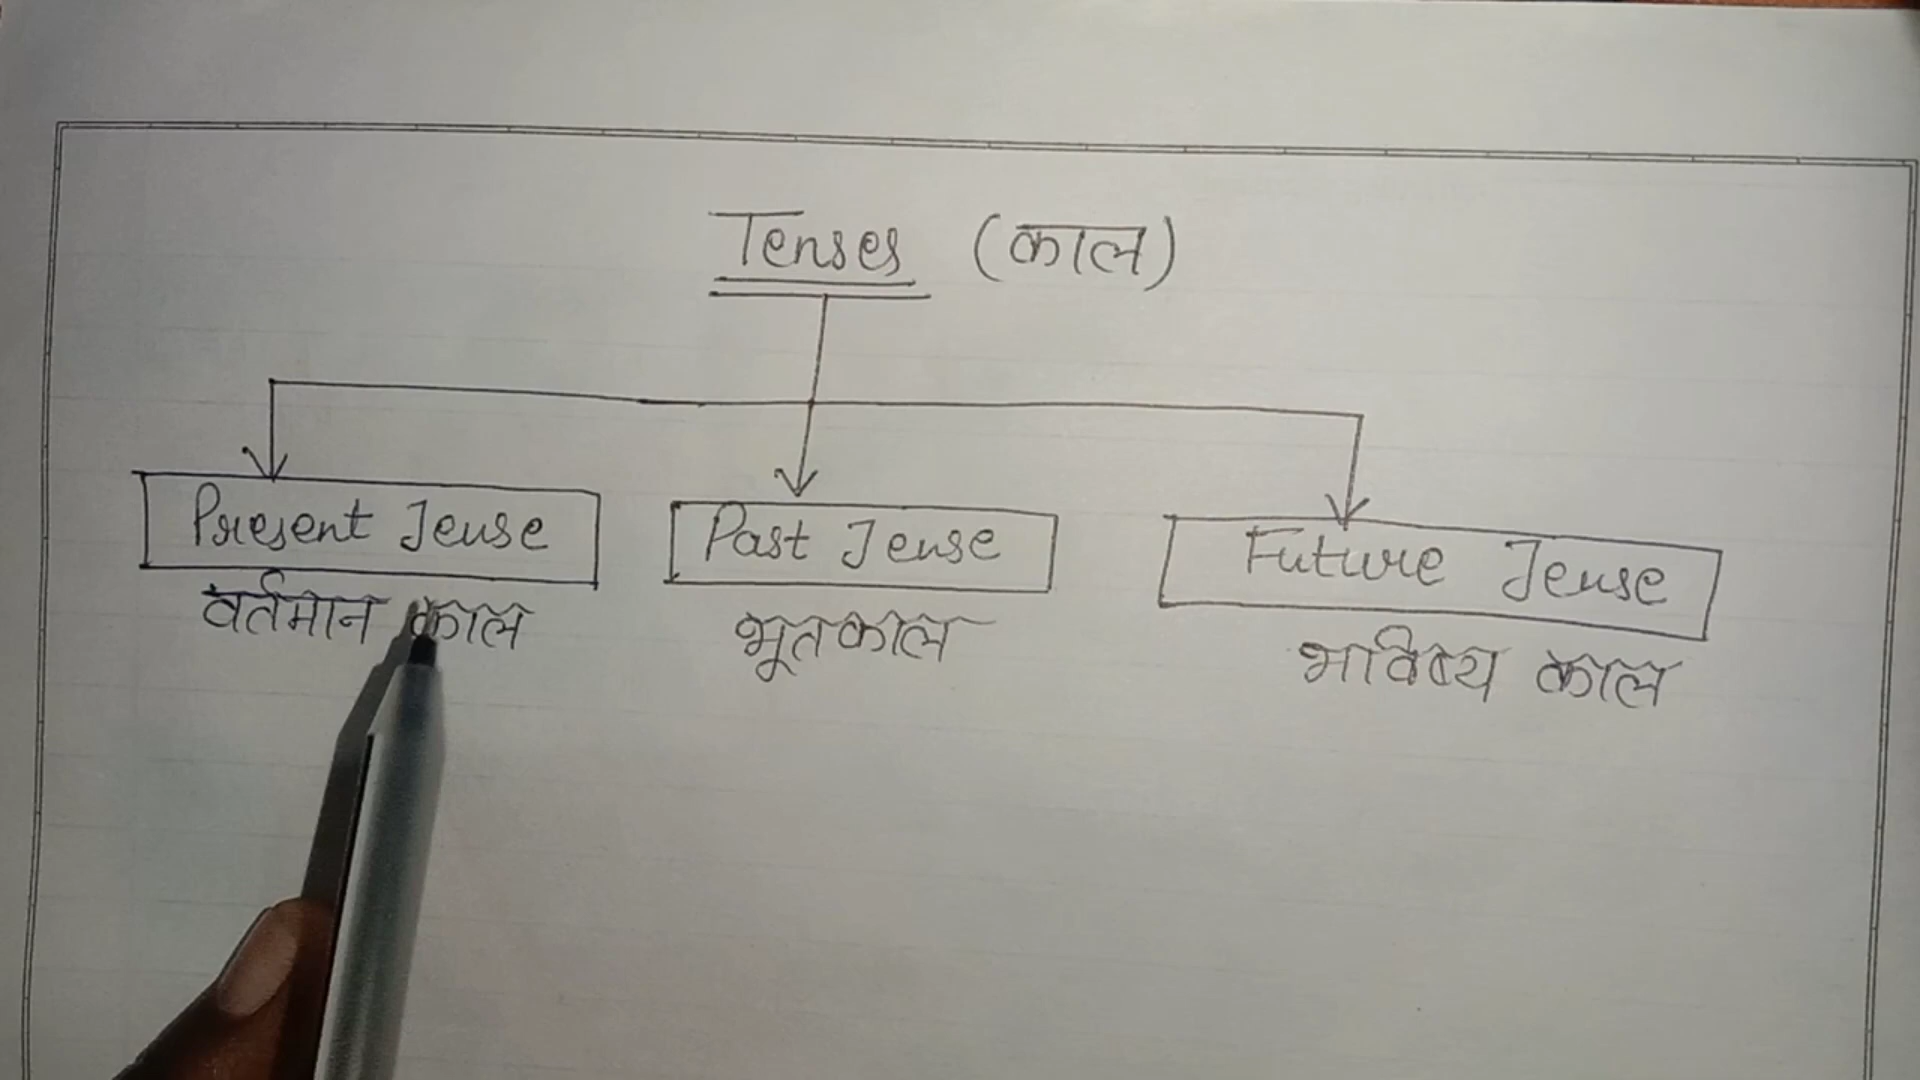 Tenses (काल)
Present Tense
Past Tense
Future Tense
वर्तमान काल
भूतकाल
भविष्य काल